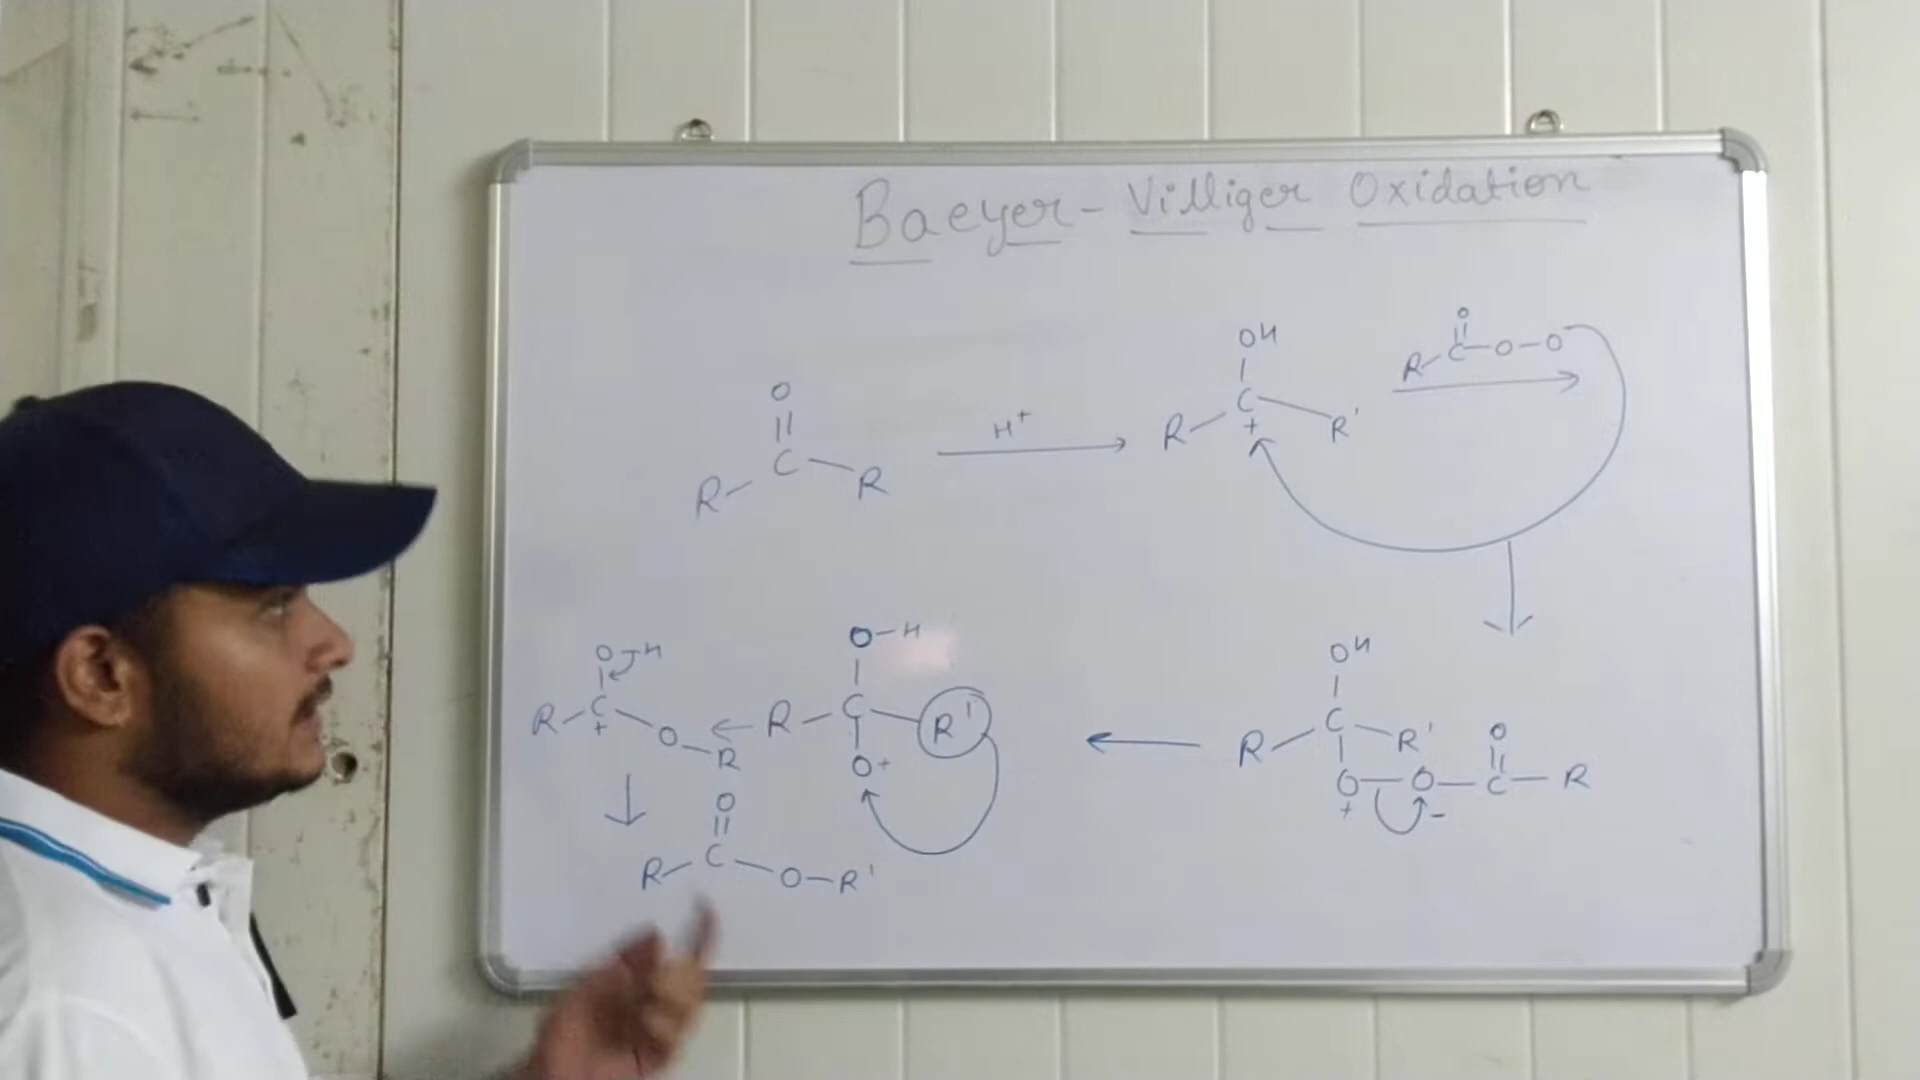 Baeyer - Villiger Oxidation
O
||
R - C - R
H+
OH
R - C+ - R'
O
||
R - C - O - O
OH
R - C - R'
O+ - O- - C(=O) - R
O - H
R - C - R'
O+
O - H
R - C+ - O - R
O
||
R - C - O - R'